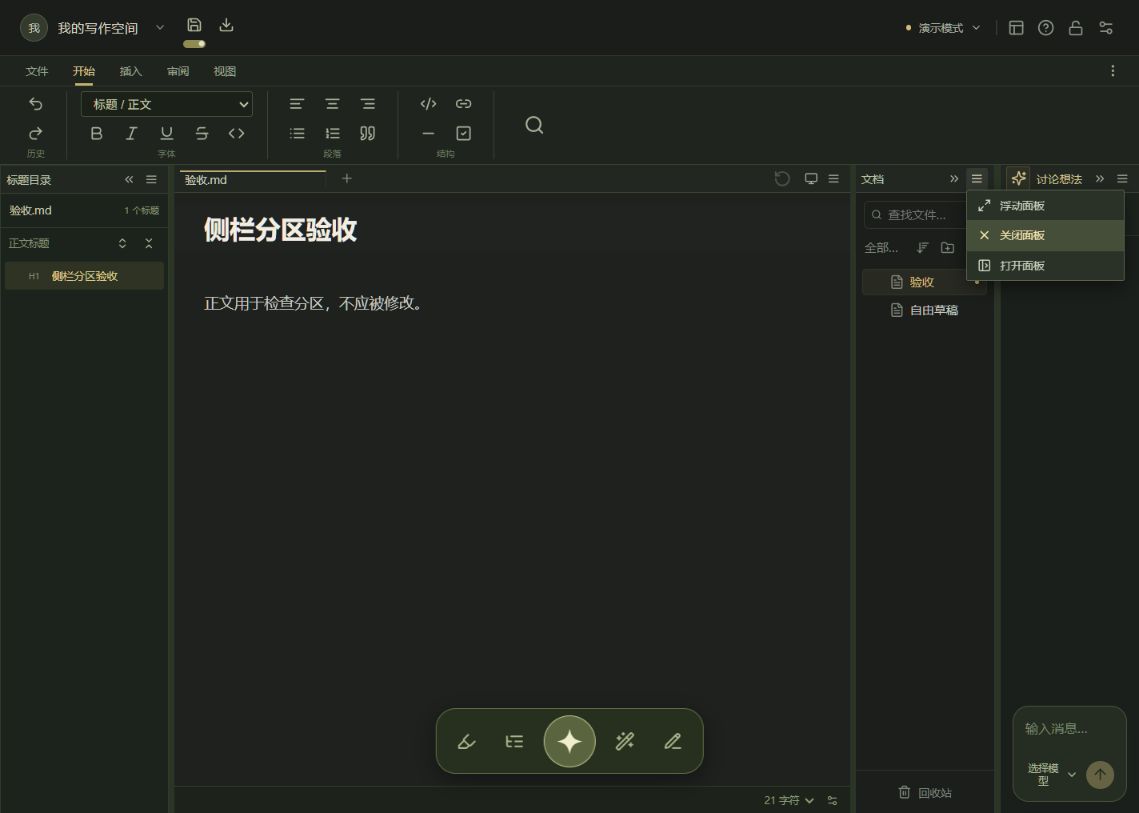 我 我的写作空间
演示模式
文件 开始 插入 审阅 视图
标题 / 正文
历史 字体 段落 结构
标题目录
验收.md 1 个标题
正文标题
H1 侧栏分区验收
验收.md
侧栏分区验收
正文用于检查分区，不应被修改。
21 字符
文档
查找文件...
全部...
验收
自由草稿
回收站
浮动面板
关闭面板
打开面板
讨论想法
输入消息...
选择模
型